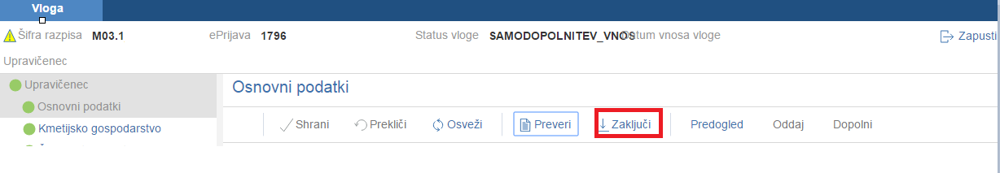 Vloga
Šifra razpisa M03.1 ePrijava 1796 Status vloge SAMODOPOLNITEV_VNOS Datum vnosa vloge Zapusti
Upravičenec
Upravičenec
Osnovni podatki
Kmetijsko gospodarstvo
Osnovni podatki
Shrani Prekliči Osveži Preveri Zaključi Predogled Oddaj Dopolni